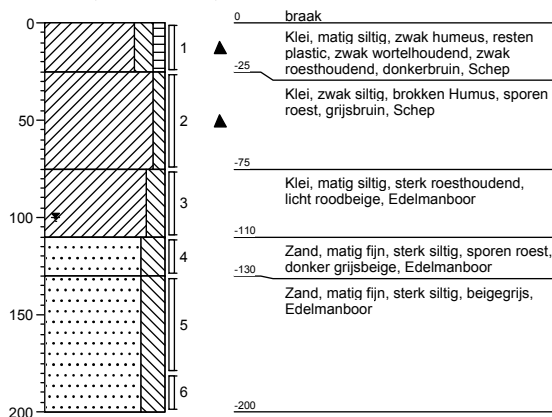 0
50
100
150
200
1
2
3
4
5
6
0 braak
Klei, matig siltig, zwak humeus, resten
plastic, zwak wortelhoudend, zwak
roesthoudend, donkerbruin, Schep
-25
Klei, zwak siltig, brokken Humus, sporen
roest, grijsbruin, Schep
-75
Klei, matig siltig, sterk roesthoudend,
licht roodbeige, Edelmanboor
-110
Zand, matig fijn, sterk siltig, sporen roest,
donker grijsbeige, Edelmanboor
-130
Zand, matig fijn, sterk siltig, beigegrijs,
Edelmanboor
-200